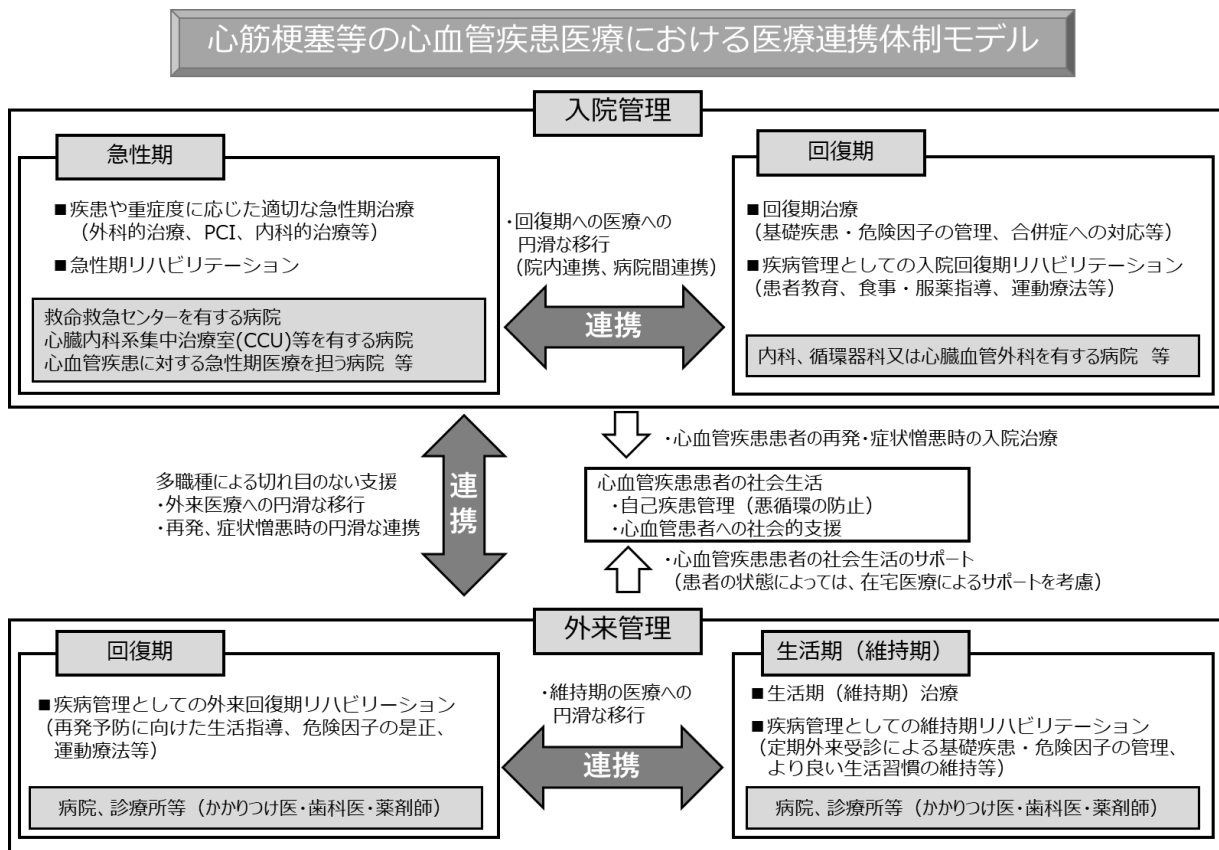 心筋梗塞等の心血管疾患医療における医療連携体制モデル
入院管理
急性期
■疾患や重症度に応じた適切な急性期治療
（外科的治療、PCI、内科的治療等）
■急性期リハビリテーション
救命救急センターを有する病院
心臓内科系集中治療室(CCU)等を有する病院
心血管疾患に対する急性期医療を担う病院 等
・回復期への医療への
円滑な移行
（院内連携、病院間連携）
連携
回復期
■回復期治療
（基礎疾患・危険因子の管理、合併症への対応等）
■疾病管理としての入院回復期リハビリテーション
（患者教育、食事・服薬指導、運動療法等）
内科、循環器科又は心臓血管外科を有する病院 等
多職種による切れ目のない支援
・外来医療への円滑な移行
・再発、症状憎悪時の円滑な連携
連携
・心血管疾患患者の再発・症状憎悪時の入院治療
心血管疾患患者の社会生活
・自己疾患管理（悪循環の防止）
・心血管患者への社会的支援
・心血管疾患患者の社会生活のサポート
（患者の状態によっては、在宅医療によるサポートを考慮）
外来管理
回復期
■疾病管理としての外来回復期リハビリーション
（再発予防に向けた生活指導、危険因子の是正、
運動療法等）
病院、診療所等（かかりつけ医・歯科医・薬剤師）
・維持期の医療への
円滑な移行
連携
生活期（維持期）
■生活期（維持期）治療
■疾病管理としての維持期リハビリテーション
（定期外来受診による基礎疾患・危険因子の管理、
より良い生活習慣の維持等）
病院、診療所等（かかりつけ医・歯科医・薬剤師）